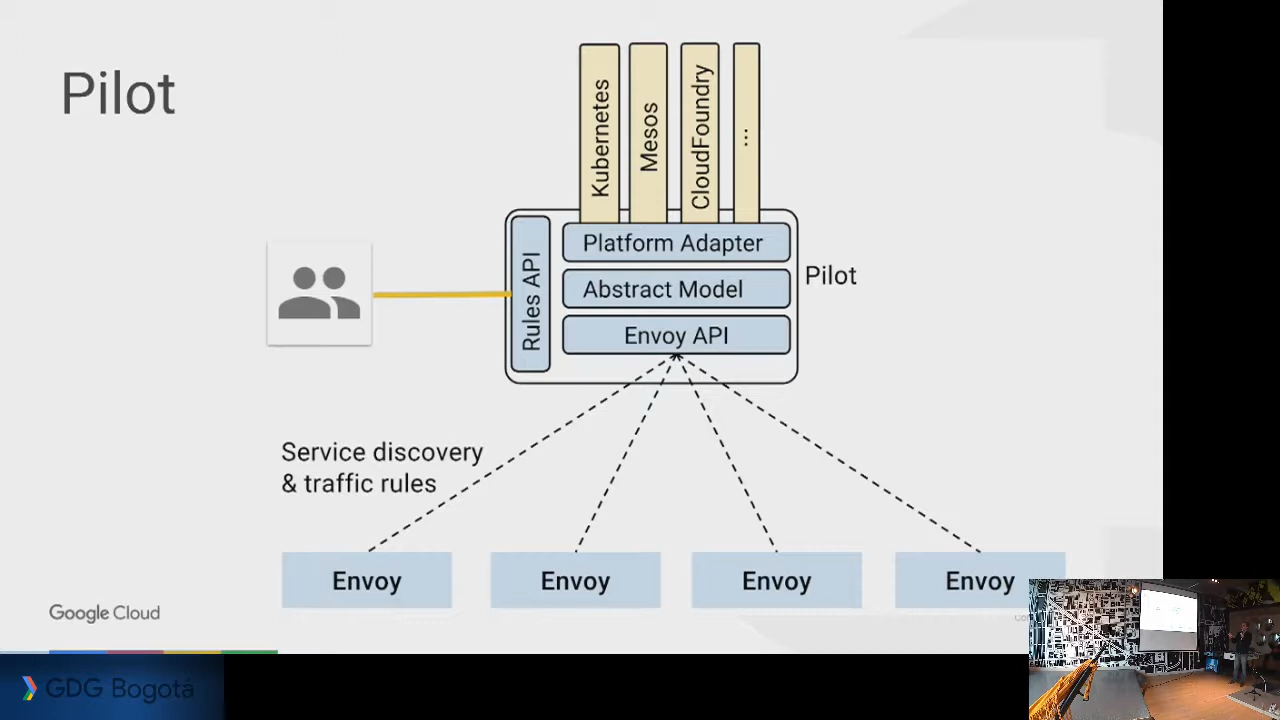 Pilot
Kubernetes
Mesos
CloudFoundry
...
Rules API
Platform Adapter
Abstract Model
Envoy API
Pilot
Service discovery
& traffic rules
Envoy
Envoy
Envoy
Envoy
Google Cloud
GDG Bogotá